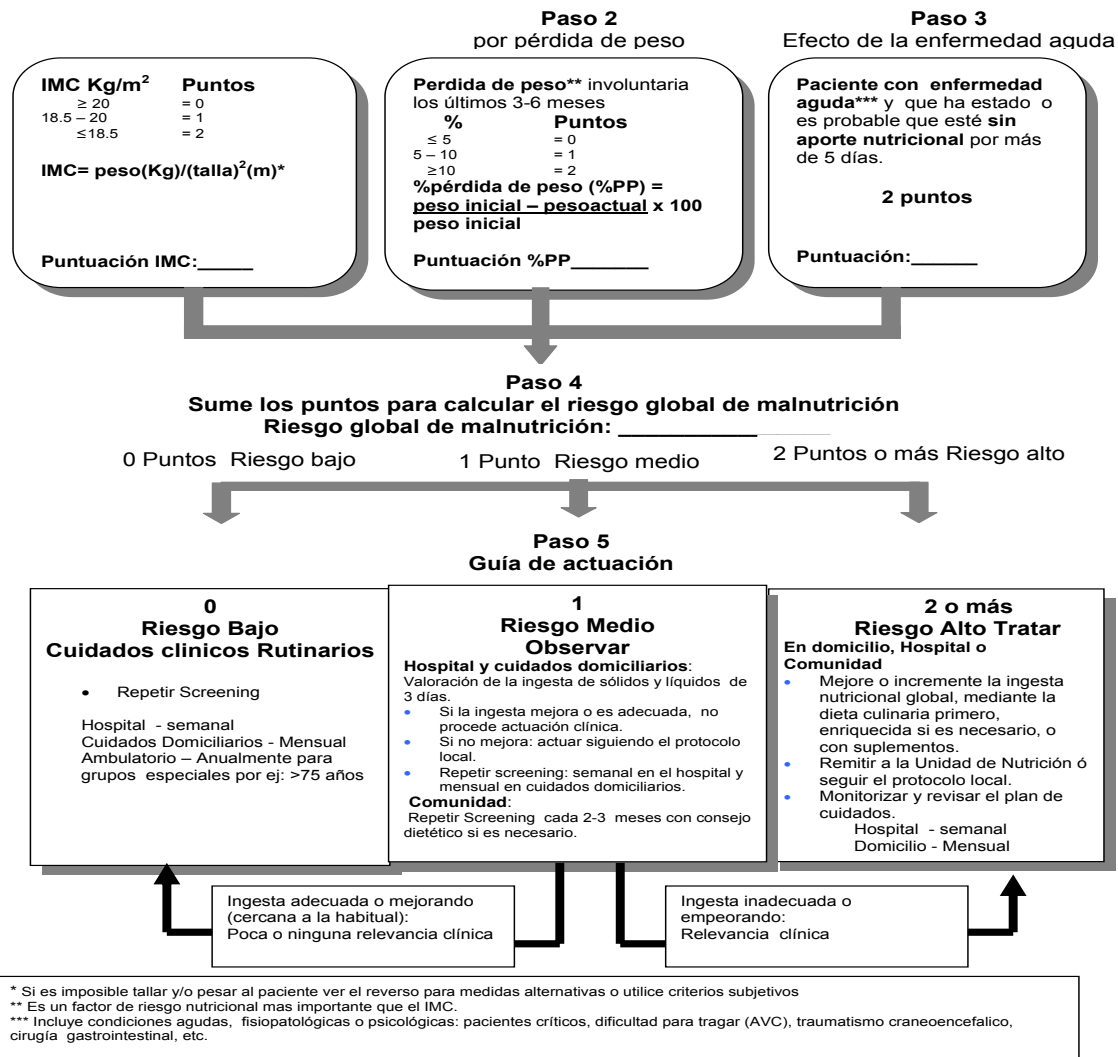 Paso 2
por pérdida de peso
Paso 3
Efecto de la enfermedad aguda
IMC Kg/m² Puntos
≥ 20 = 0
18.5 – 20 = 1
≤18.5 = 2
IMC= peso(Kg)/(talla)²(m)*
Puntuación IMC:_____
Perdida de peso** involuntaria
los últimos 3-6 meses
% Puntos
≤ 5 = 0
5 – 10 = 1
≥10 = 2
%pérdida de peso (%PP) =
peso inicial – pesoactual x 100
peso inicial
Puntuación %PP_______
Paciente con enfermedad
aguda*** y que ha estado o
es probable que esté sin
aporte nutricional por más
de 5 días.
2 puntos
Puntuación:______
Paso 4
Sume los puntos para calcular el riesgo global de malnutrición
Riesgo global de malnutrición: _______________
0 Puntos Riesgo bajo
1 Punto Riesgo medio
2 Puntos o más Riesgo alto
Paso 5
Guía de actuación
0
Riesgo Bajo
Cuidados clinicos Rutinarios
• Repetir Screening
Hospital - semanal
Cuidados Domiciliarios - Mensual
Ambulatorio – Anualmente para
grupos especiales por ej: >75 años
1
Riesgo Medio
Observar
Hospital y cuidados domiciliarios:
Valoración de la ingesta de sólidos y líquidos de
3 días.
• Si la ingesta mejora o es adecuada, no
procede actuación clínica.
• Si no mejora: actuar siguiendo el protocolo
local.
• Repetir screening: semanal en el hospital y
mensual en cuidados domiciliarios.
Comunidad:
Repetir Screening cada 2-3 meses con consejo
dietético si es necesario.
2 o más
Riesgo Alto Tratar
En domicilio, Hospital o
Comunidad
• Mejore o incremente la ingesta
nutricional global, mediante la
dieta culinaria primero,
enriquecida si es necesario, o
con suplementos.
• Remitir a la Unidad de Nutrición ó
seguir el protocolo local.
• Monitorizar y revisar el plan de
cuidados.
Hospital - semanal
Domicilio - Mensual
Ingesta adecuada o mejorando
(cercana a la habitual):
Poca o ninguna relevancia clínica
Ingesta inadecuada o
empeorando:
Relevancia clínica
* Si es imposible tallar y/o pesar al paciente ver el reverso para medidas alternativas o utilice criterios subjetivos
** Es un factor de riesgo nutricional mas importante que el IMC.
*** Incluye condiciones agudas, fisiopatológicas o psicológicas: pacientes críticos, dificultad para tragar (AVC), traumatismo craneoencefalico,
cirugía gastrointestinal, etc.